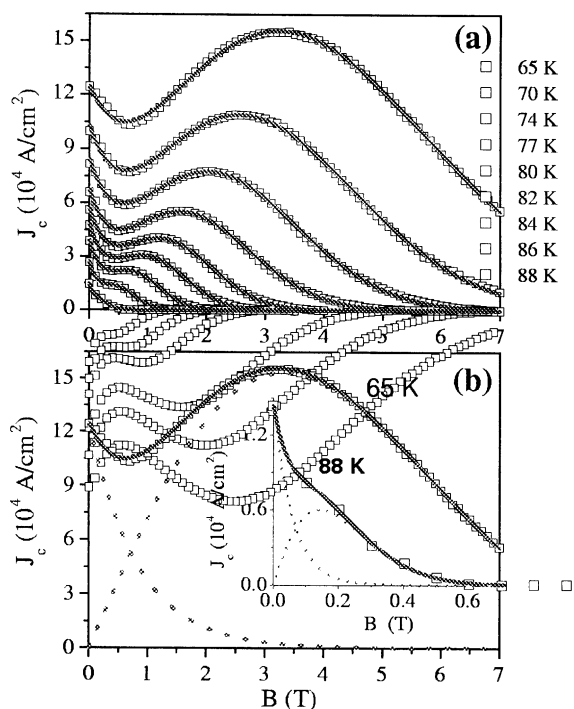 (a)
J_c (10^4 A/cm^2)
15
12
9
6
3
0
65 K
70 K
74 K
77 K
80 K
82 K
84 K
86 K
88 K
0 1 2 3 4 5 6 7
(b)
J_c (10^4 A/cm^2)
15
12
9
6
3
0
65 K
88 K
J_c (10^4 A/cm^2)
1.2
0.6
0.0
0.0 0.2 0.4 0.6
B (T)
0 1 2 3 4 5 6 7
B (T)